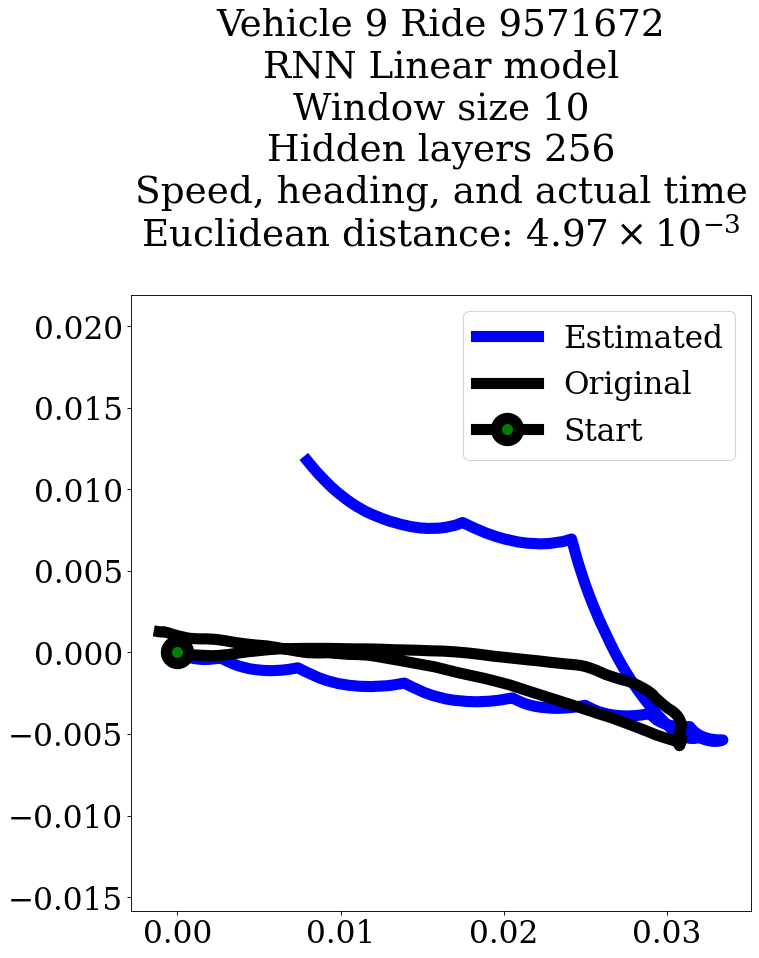 Vehicle 9 Ride 9571672
RNN Linear model
Window size 10
Hidden layers 256
Speed, heading, and actual time
Euclidean distance: 4.97 × 10⁻³
Estimated
Original
Start
0.020
0.015
0.010
0.005
0.000
−0.005
−0.010
−0.015
0.00 0.01 0.02 0.03